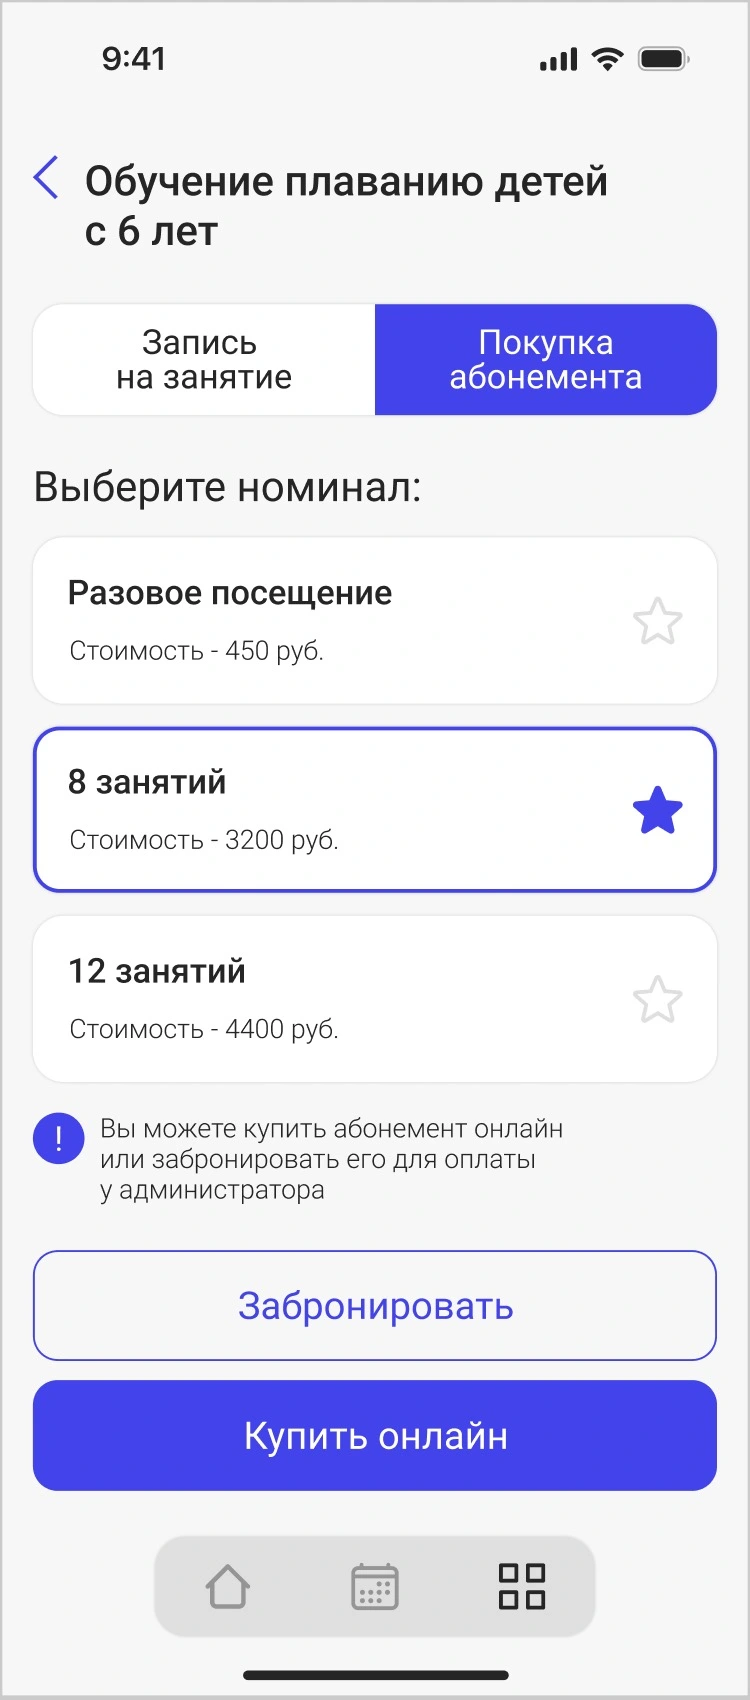 9:41
Обучение плаванию детей
с 6 лет
Запись
на занятие
Покупка
абонемента
Выберите номинал:
Разовое посещение
Стоимость - 450 руб.
8 занятий
Стоимость - 3200 руб.
12 занятий
Стоимость - 4400 руб.
!
Вы можете купить абонемент онлайн
или забронировать его для оплаты
у администратора
Забронировать
Купить онлайн